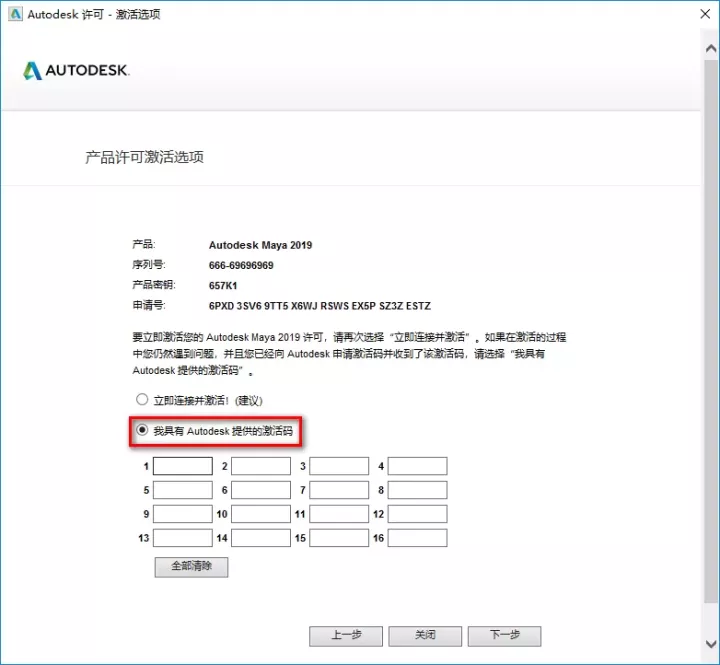 Autodesk 许可 - 激活选项
AUTODESK.
产品许可激活选项
产品: Autodesk Maya 2019
序列号: 666-69696969
产品密钥: 657K1
申请号: 6PXD 3SV6 9TT5 X6WJ RSWS EX5P SZ3Z ESTZ
要立即激活您的 Autodesk Maya 2019 许可，请再次选择“立即连接并激活”。如果在激活的过程
中您仍然遇到问题，并且您已经向 Autodesk 申请激活码并收到了该激活码，请选择“我具有
Autodesk 提供的激活码”。
立即连接并激活! (建议)
我具有 Autodesk 提供的激活码
1 2 3 4
5 6 7 8
9 10 11 12
13 14 15 16
全部清除
上一步 关闭 下一步